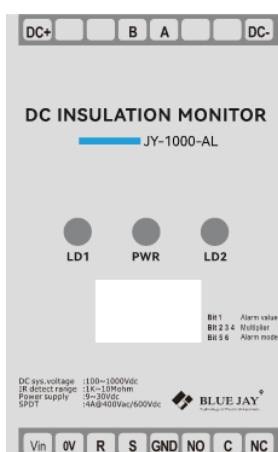 DC+ B A DC-
DC INSULATION MONITOR
JY-1000-AL
LD1 PWR LD2
Bit 1 Alarm value
Bit 2 3 4 Multiplier
Bit 5 6 Alarm mode
DC sys.voltage :100~1000Vdc
IR detect range :1K~10Mohm
Power supply :9~30Vdc
SPDT :4A@400Vac/600Vdc
BLUE JAY
Vin 0V R S GND NO C NC